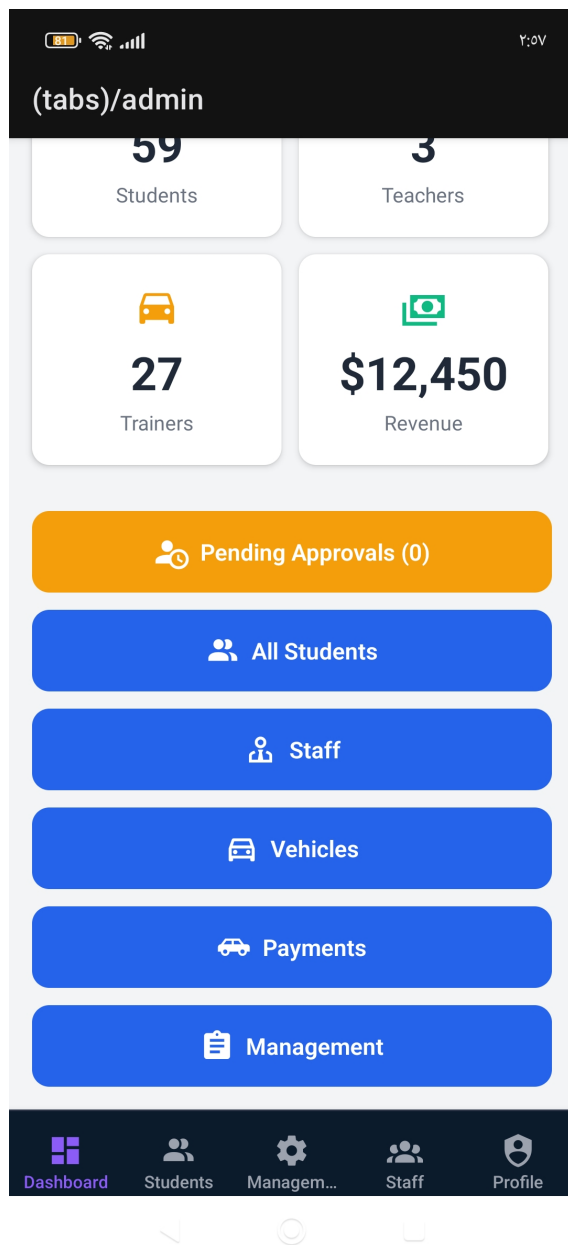 81
٢:٥٧
(tabs)/admin
59
3
Students
Teachers
27
$12,450
Trainers
Revenue
Pending Approvals (0)
All Students
Staff
Vehicles
Payments
Management
Dashboard
Students
Managem...
Staff
Profile